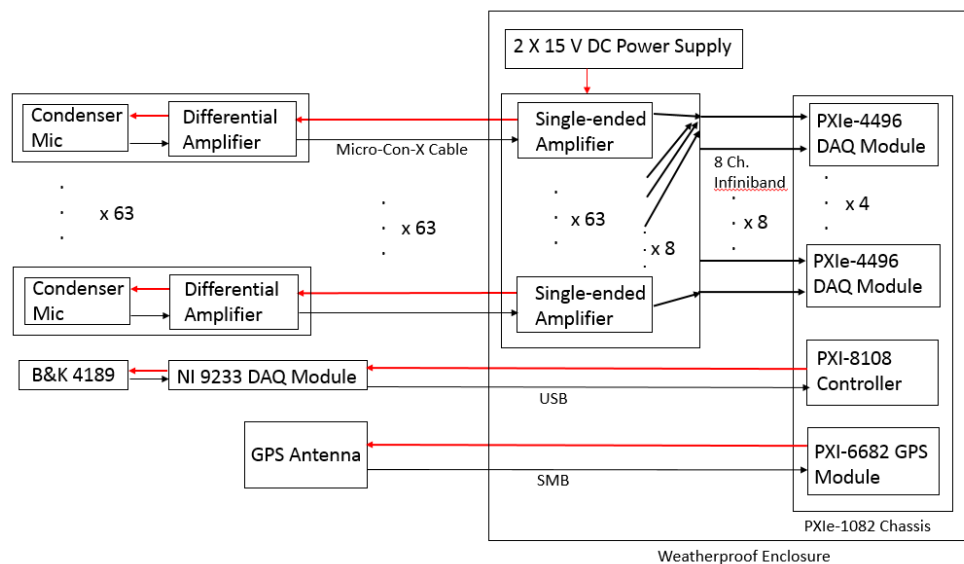 2 X 15 V DC Power Supply
Condenser
Mic
Differential
Amplifier
Micro-Con-X Cable
Single-ended
Amplifier
8 Ch.
Infiniband
PXIe-4496
DAQ Module
x 63
x 63
x 63
x 8
x 8
x 4
Condenser
Mic
Differential
Amplifier
Single-ended
Amplifier
PXIe-4496
DAQ Module
B&K 4189
NI 9233 DAQ Module
USB
PXI-8108
Controller
GPS Antenna
SMB
PXI-6682 GPS
Module
PXIe-1082 Chassis
Weatherproof Enclosure